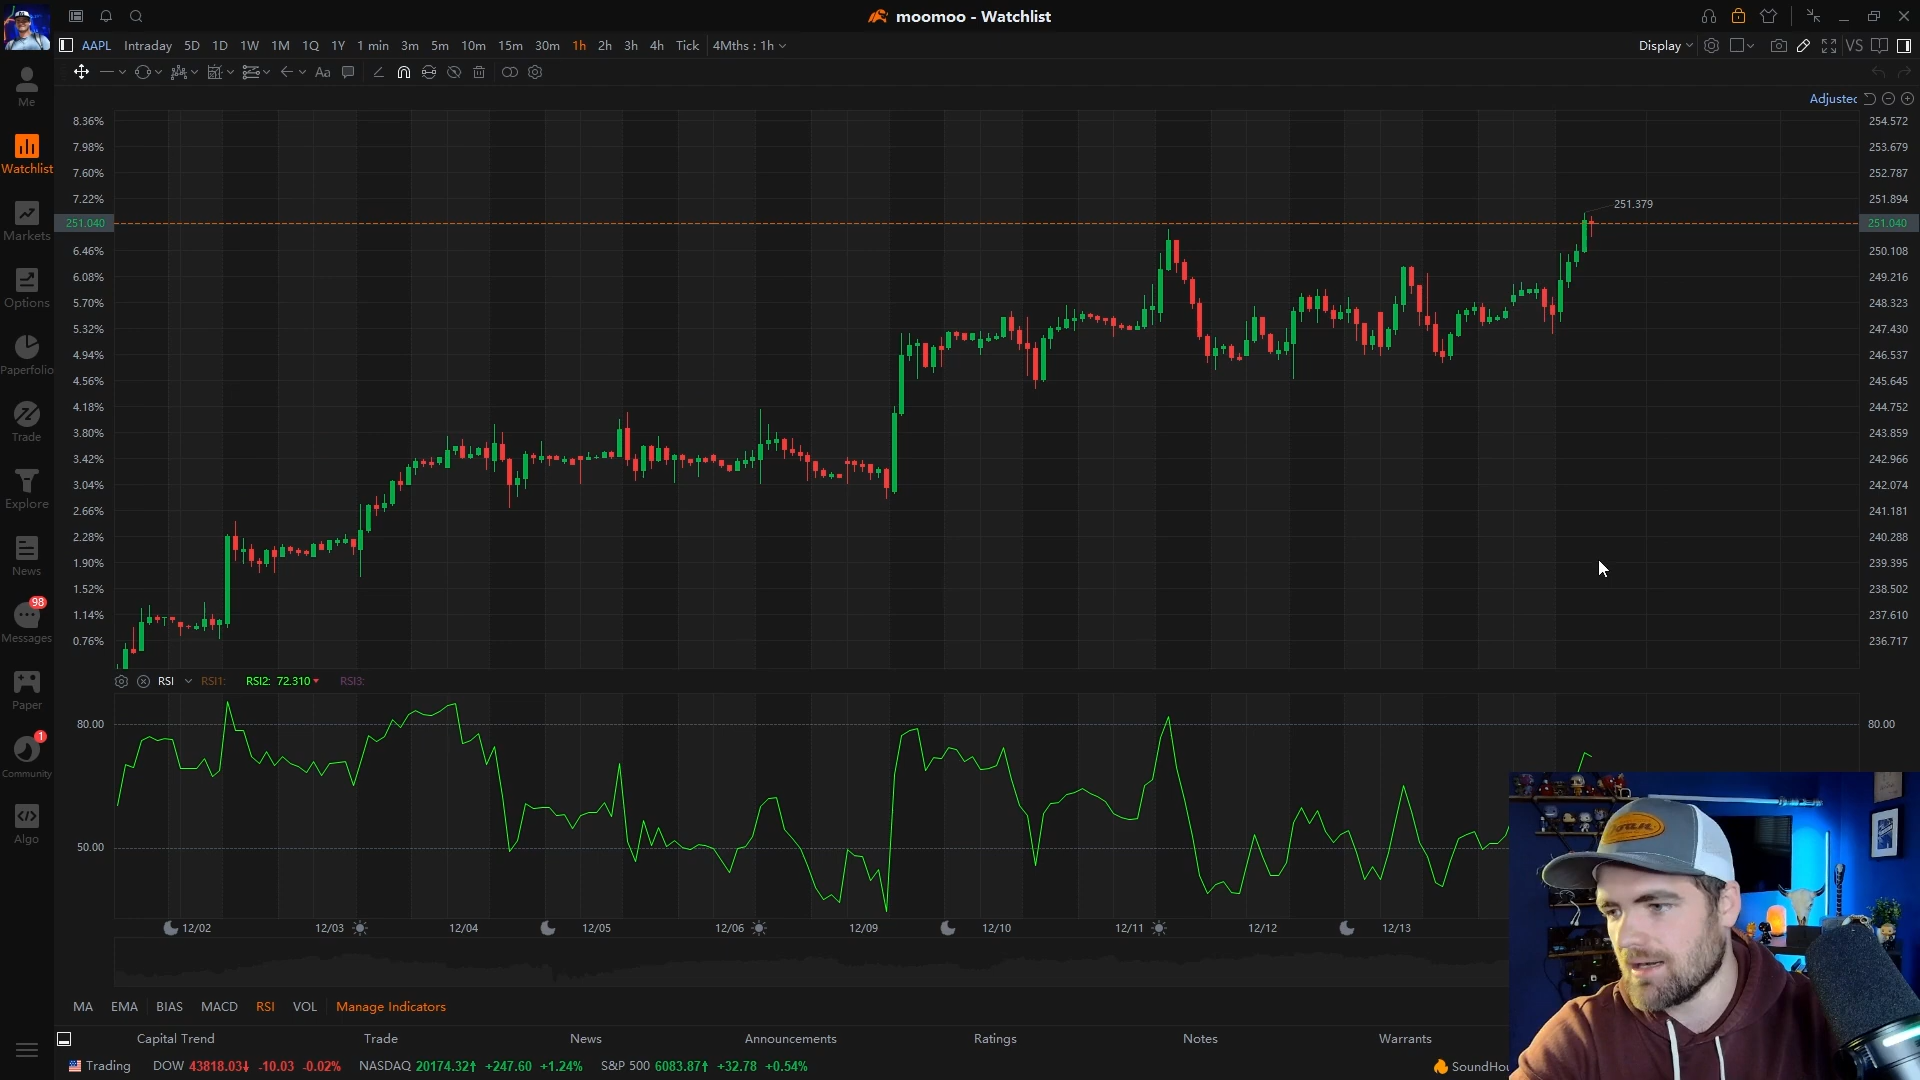 moomoo - Watchlist
AAPL Intraday 5D 1D 1W 1M 1Q 1Y 1 min 3m 5m 10m 15m 30m 1h 2h 3h 4h Tick 4Mths : 1h Display VS
Aa
Me
Watchlist
Markets
Options
Paperfolio
Trade
Explore
News
98
Messages
Paper
1
Community
Algo
Adjusted
8.36% 254.572
7.98% 253.679
7.60% 252.787
7.22% 251.894
251.379
251.040 251.040
6.46% 250.108
6.08% 249.216
5.70% 248.323
5.32% 247.430
4.94% 246.537
4.56% 245.645
4.18% 244.752
3.80% 243.859
3.42% 242.966
3.04% 242.074
2.66% 241.181
2.28% 240.288
1.90% 239.395
1.52% 238.502
1.14% 237.610
0.76% 236.717
RSI RSI1: RSI2: 72.310 RSI3:
80.00 80.00
50.00
12/02 12/03 12/04 12/05 12/06 12/09 12/10 12/11 12/12 12/13
MA EMA BIAS MACD RSI VOL Manage Indicators
Capital Trend Trade News Announcements Ratings Notes Warrants
Trading DOW 43818.03↓ -10.03 -0.02% NASDAQ 20174.32↑ +247.60 +1.24% S&P 500 6083.87↑ +32.78 +0.54% SoundHou